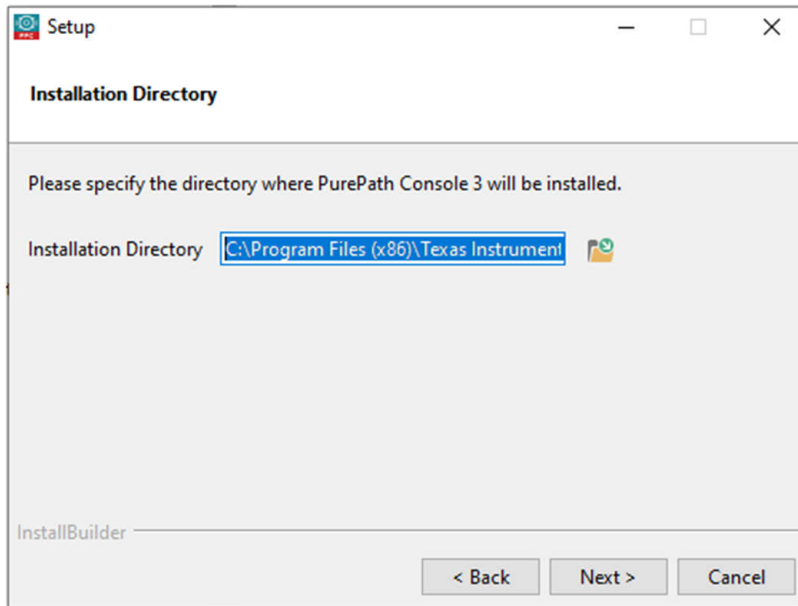 Setup
Installation Directory
Please specify the directory where PurePath Console 3 will be installed.
Installation Directory C:\Program Files (x86)\Texas Instrument
InstallBuilder
< Back Next > Cancel